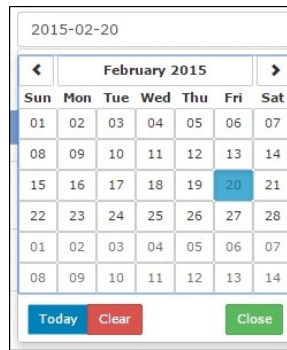 2015-02-20
February 2015
Sun Mon Tue Wed Thu Fri Sat
01 02 03 04 05 06 07
08 09 10 11 12 13 14
15 16 17 18 19 20 21
22 23 24 25 26 27 28
01 02 03 04 05 06 07
08 09 10 11 12 13 14
Today Clear Close